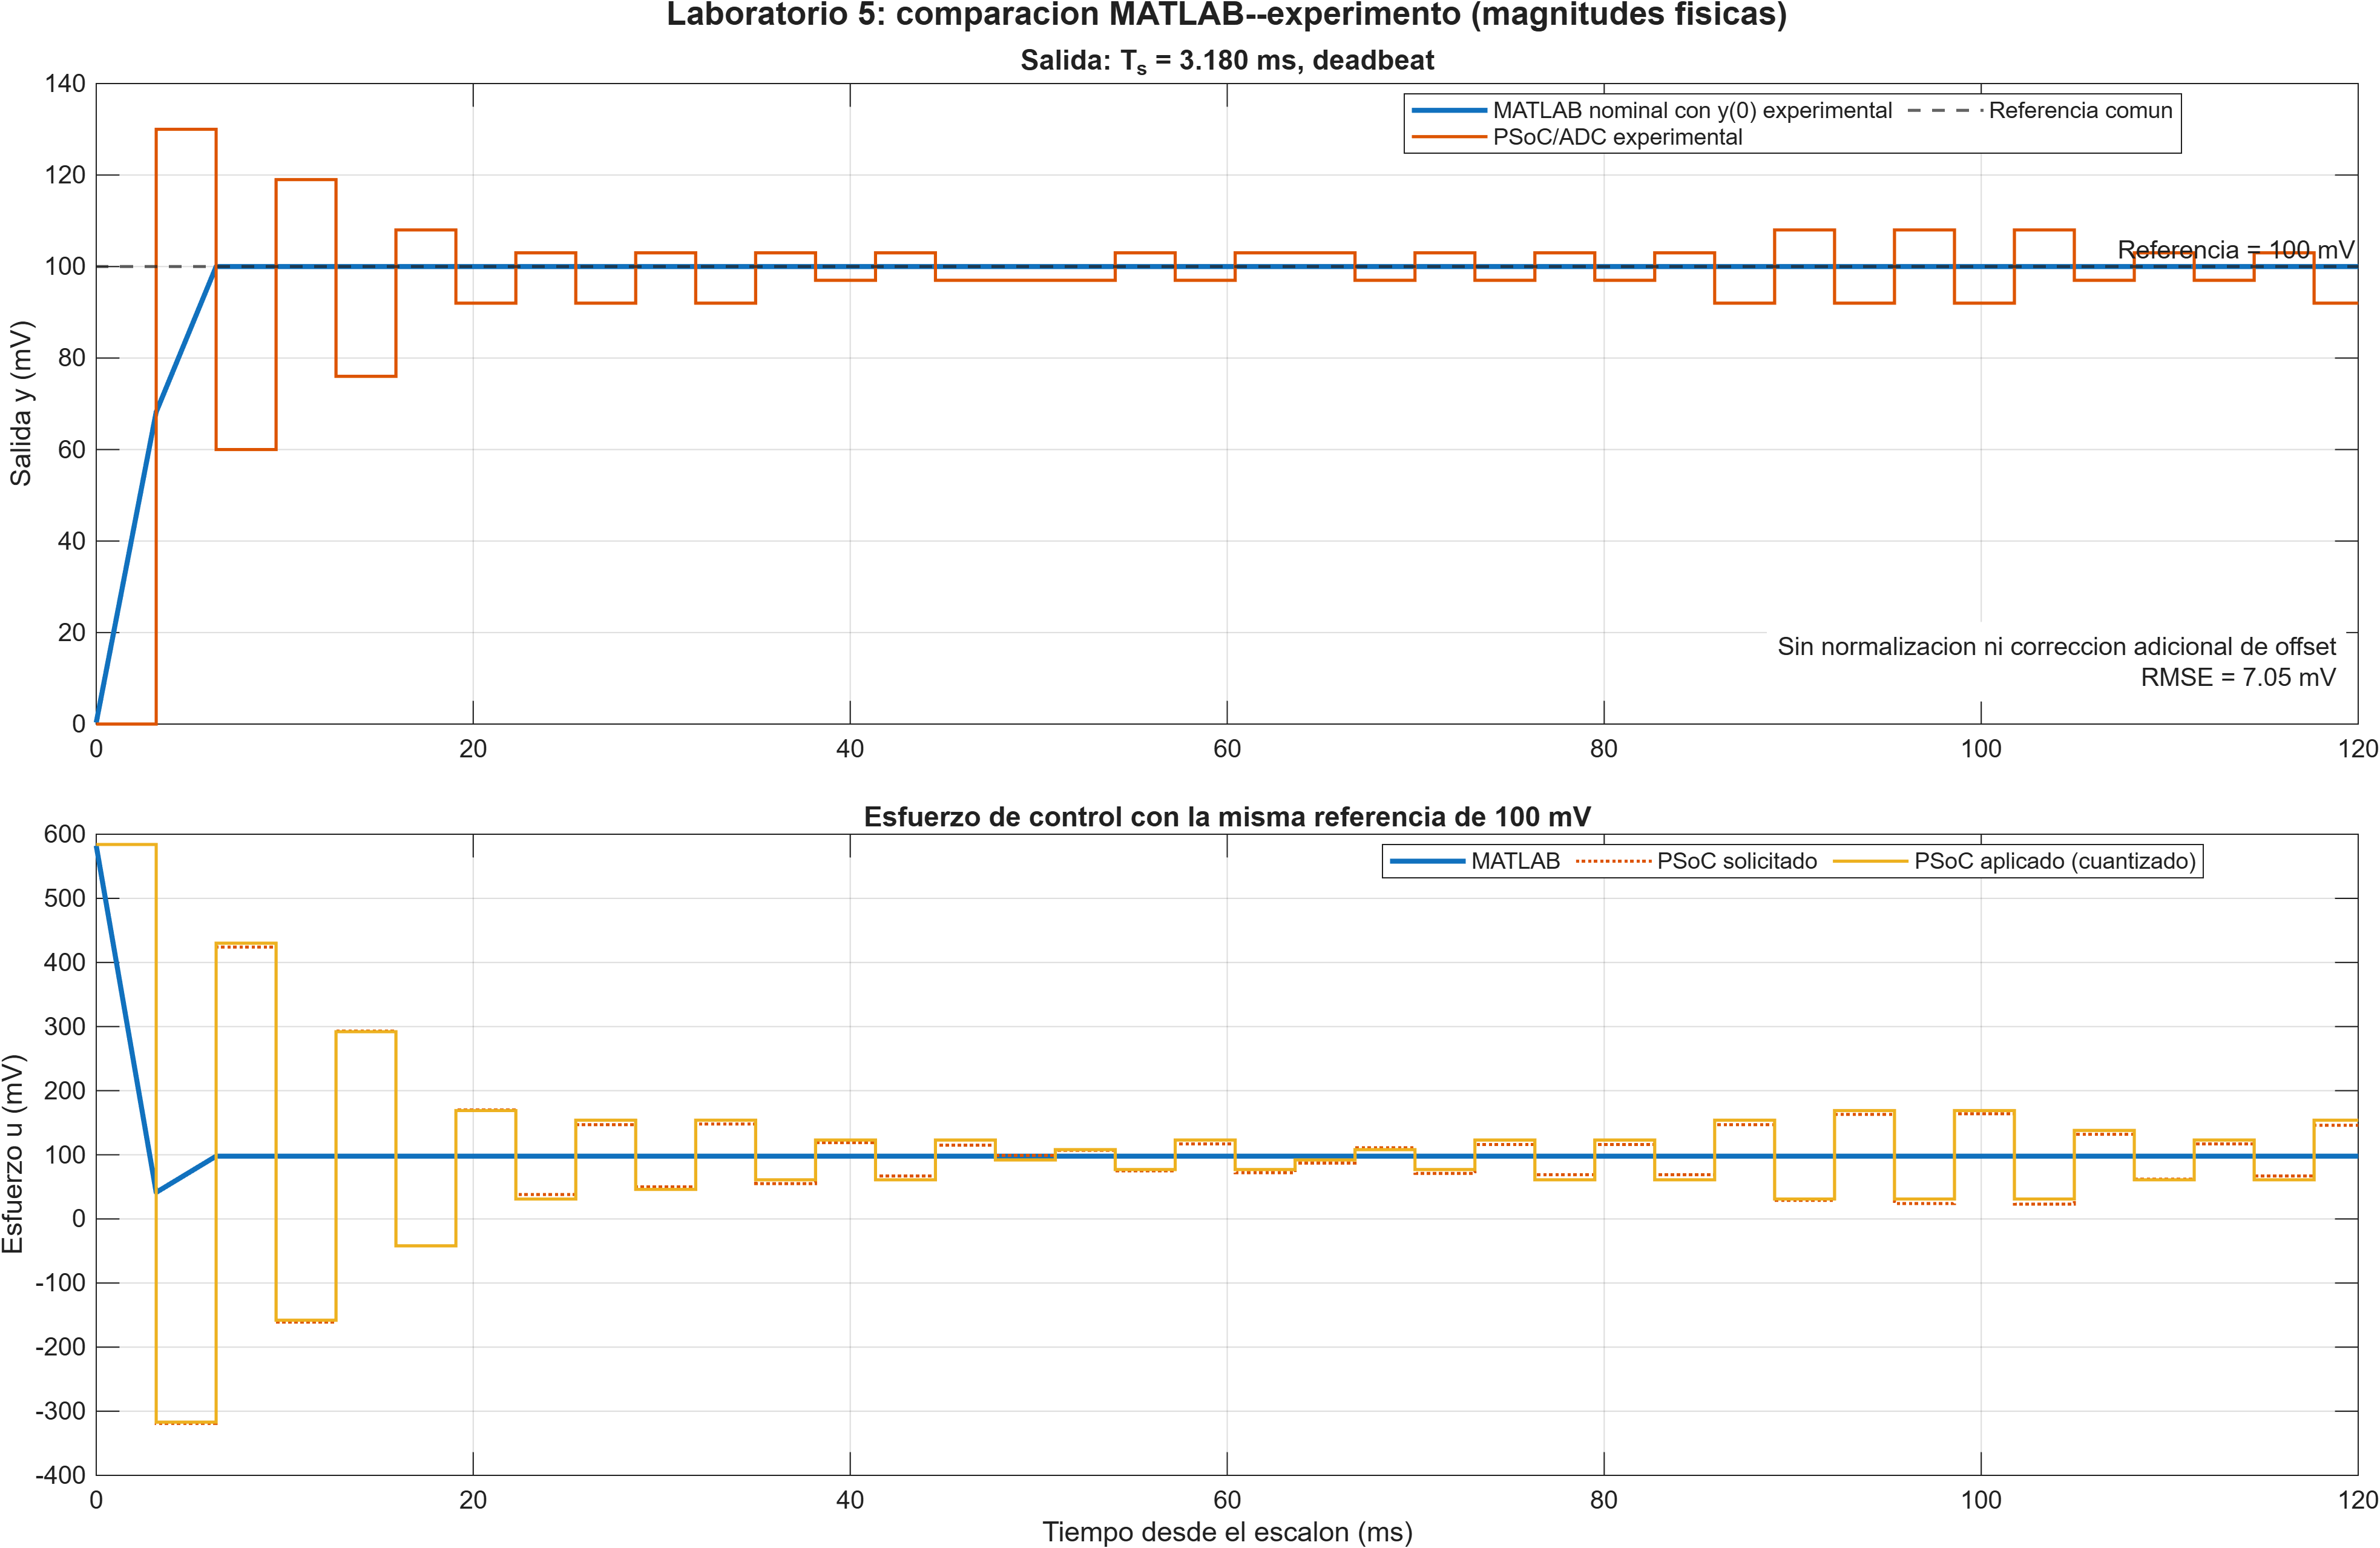 Laboratorio 5: comparacion MATLAB--experimento (magnitudes fisicas)
Salida: Ts = 3.180 ms, deadbeat
140
120
100
80
60
40
20
0
Salida y (mV)
MATLAB nominal con y(0) experimental
Referencia comun
PSoC/ADC experimental
Referencia = 100 mV
Sin normalizacion ni correccion adicional de offset
RMSE = 7.05 mV
0 20 40 60 80 100 120
Esfuerzo de control con la misma referencia de 100 mV
600
500
400
300
200
100
0
-100
-200
-300
-400
Esfuerzo u (mV)
MATLAB
PSoC solicitado
PSoC aplicado (cuantizado)
0 20 40 60 80 100 120
Tiempo desde el escalon (ms)